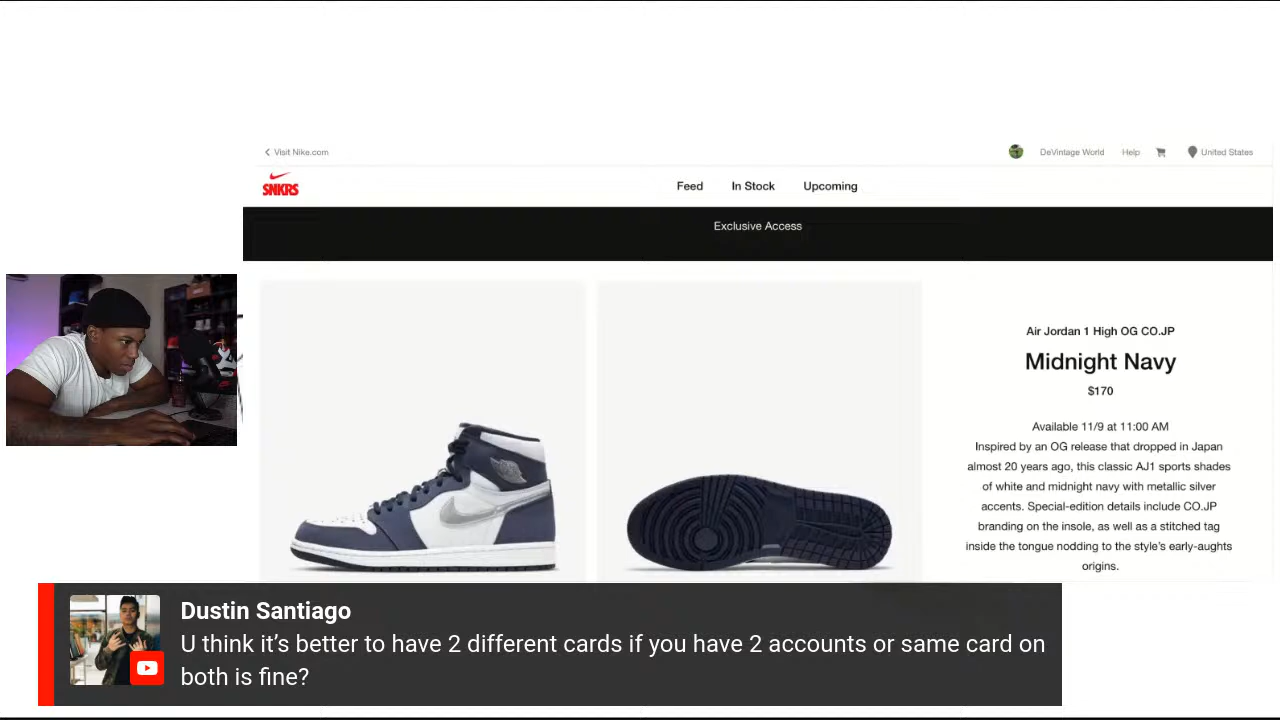 Visit Nike.com
DeVintage World Help United States
SNKRS
Feed In Stock Upcoming
Exclusive Access
Air Jordan 1 High OG CO.JP
Midnight Navy
$170
Available 11/9 at 11:00 AM
Inspired by an OG release that dropped in Japan
almost 20 years ago, this classic AJ1 sports shades
of white and midnight navy with metallic silver
accents. Special-edition details include CO.JP
branding on the insole, as well as a stitched tag
inside the tongue nodding to the style's early-aughts
origins.
Dustin Santiago
U think it's better to have 2 different cards if you have 2 accounts or same card on
both is fine?